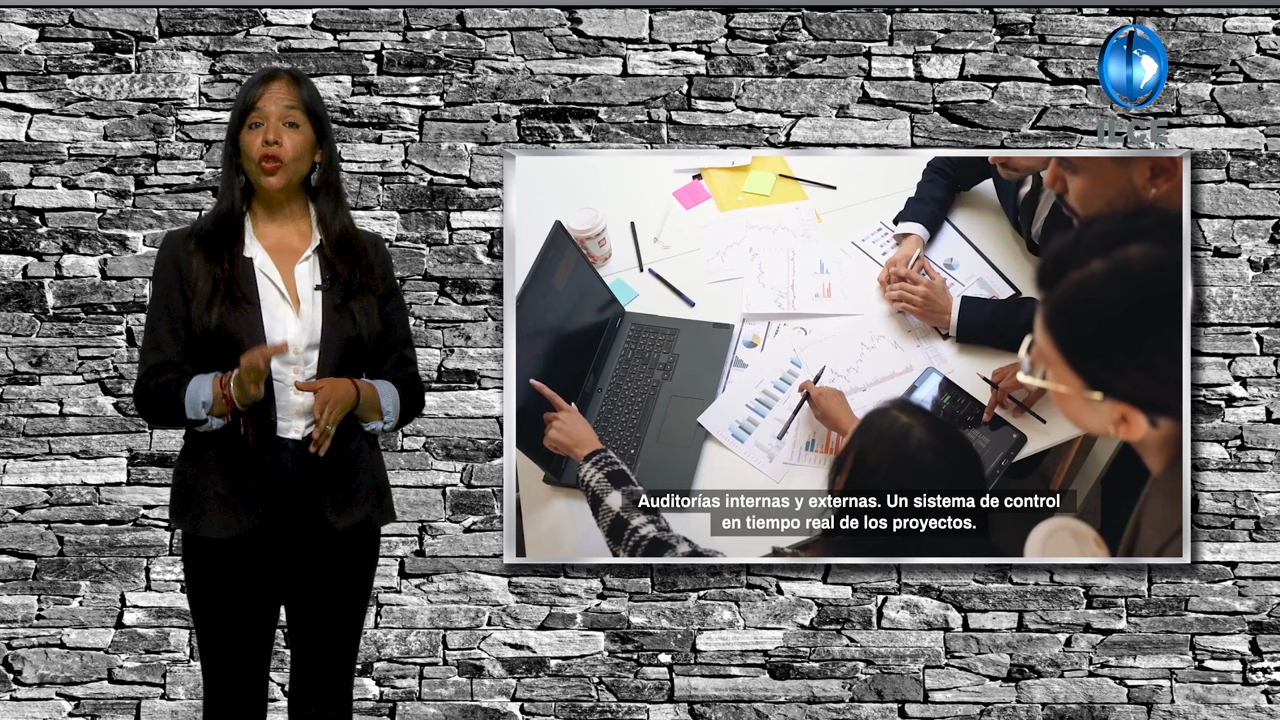 ILCE
Auditorías internas y externas. Un sistema de control
en tiempo real de los proyectos.